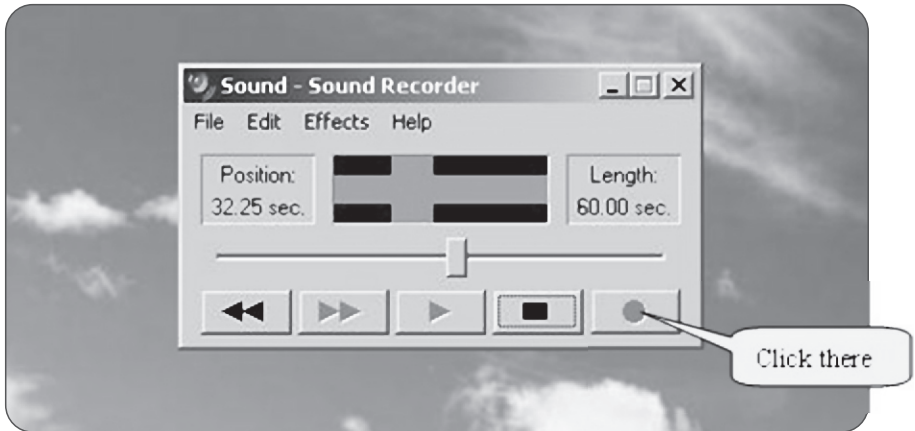 Sound - Sound Recorder
File Edit Effects Help
Position:
32.25 sec.
Length:
60.00 sec.
Click there